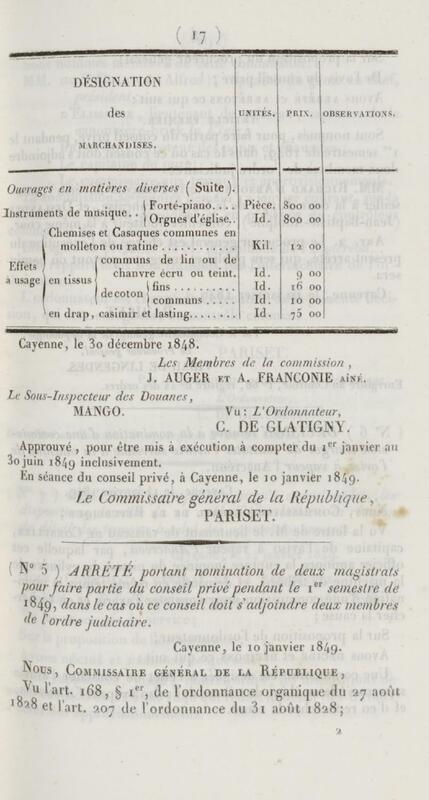 ( 17 )
DÉSIGNATION
des
MARCHANDISES.
UNITÉS.
PRIX.
OBSERVATIONS.
Ouvrages en matières diverses ( Suite ).
Instruments de musique.. { Forté-piano.... Pièce. 800 00
Orgues d'église.. Id. 800 00
Effets à usage
Chemises et Casaques communes en
molleton ou ratine ........... Kil. 12 00
en tissus
communs de lin ou de
chanvre écru ou teint. Id. 9 00
de coton { fins .......... Id. 16 00
communs ..... Id. 10 00
en drap, casimir et lasting........ Id. 75 00
Cayenne, le 30 décembre 1848.
Les Membres de la commission,
J. AUGER ET A. FRANCONIE AÎNÉ.
Le Sous-Inspecteur des Douanes,
MANGO.
Vu : L'Ordonnateur,
C. DE GLATIGNY.
Approuvé, pour être mis à exécution à compter du 1er janvier au
30 juin 1849 inclusivement.
En séance du conseil privé, à Cayenne, le 10 janvier 1849.
Le Commissaire général de la République,
PARISET.
( N° 5 ) ARRÊTÉ portant nomination de deux magistrats
pour faire partie du conseil privé pendant le 1er semestre de
1849, dans le cas où ce conseil doit s'adjoindre deux membres
de l'ordre judiciaire.
Cayenne, le 10 janvier 1849.
NOUS, COMMISSAIRE GÉNÉRAL DE LA RÉPUBLIQUE,
Vu l'art. 168, § 1er, de l'ordonnance organique du 27 août
1828 et l'art. 207 de l'ordonnance du 31 août 1828;
2